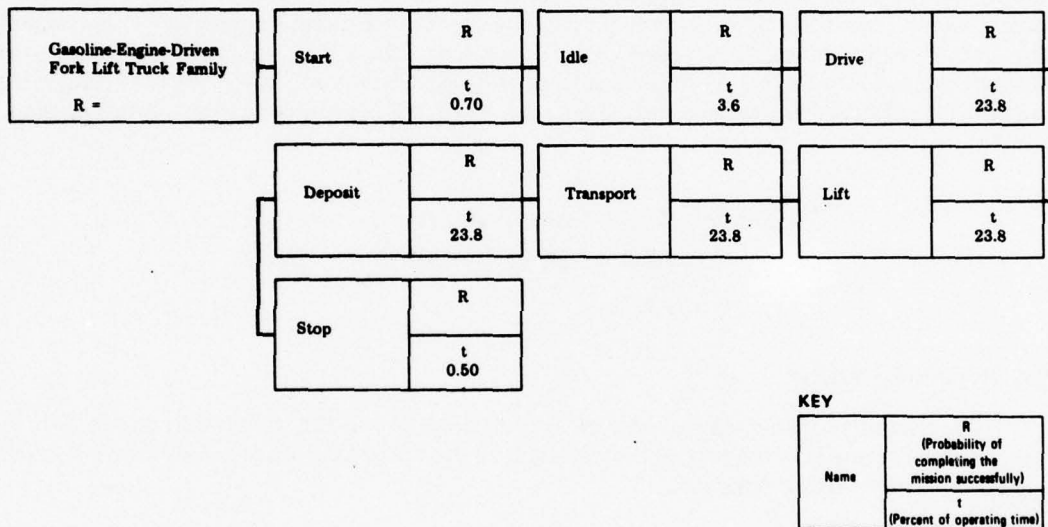 Gasoline-Engine-Driven
Fork Lift Truck Family
R =
Start
R
t
0.70
Idle
R
t
3.6
Drive
R
t
23.8
Deposit
R
t
23.8
Transport
R
t
23.8
Lift
R
t
23.8
Stop
R
t
0.50
KEY
Name
R
(Probability of
completing the
mission successfully)
t
(Percent of operating time)